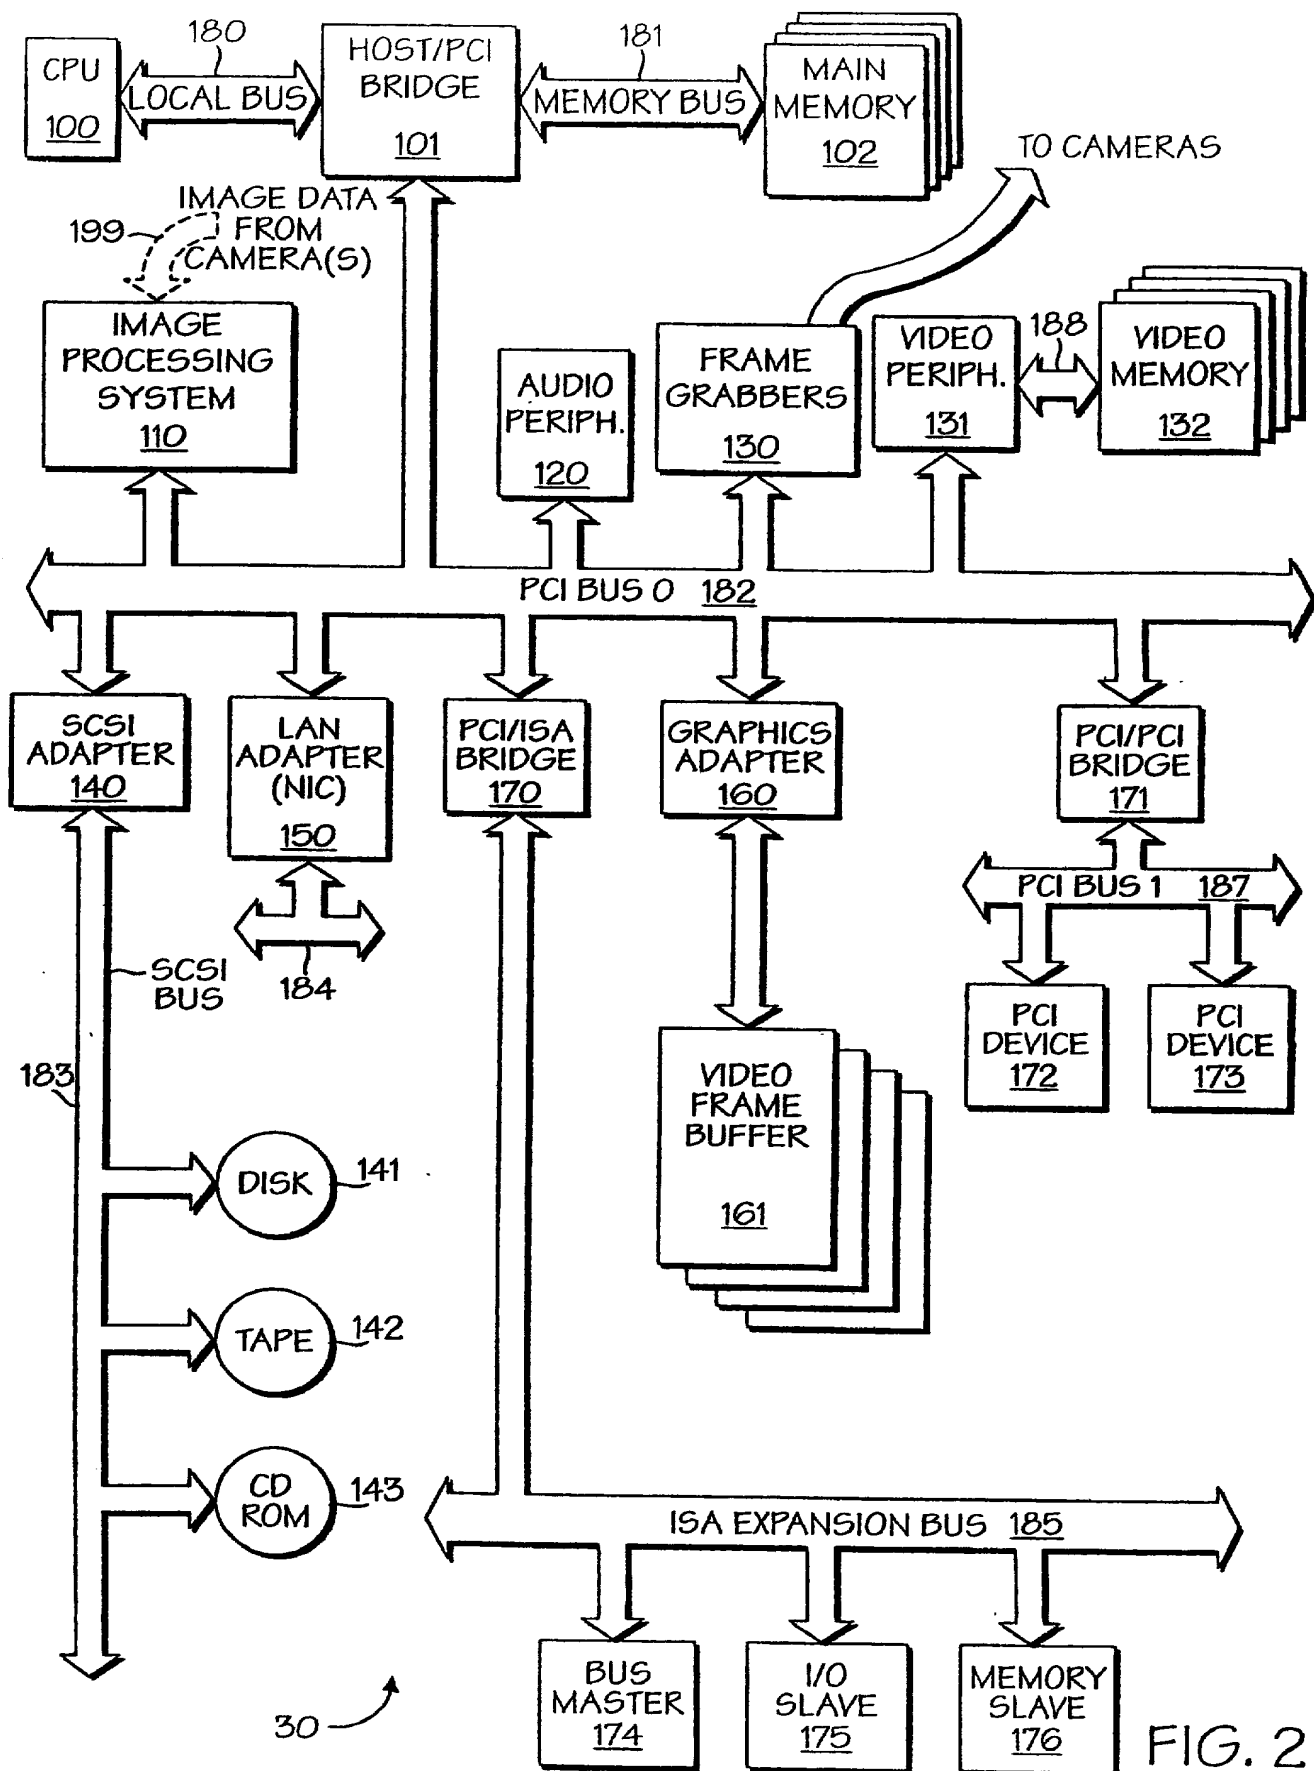 CPU
100
180
LOCAL BUS
HOST/PCI
BRIDGE
101
181
MEMORY BUS
MAIN
MEMORY
102
TO CAMERAS
IMAGE DATA
FROM
CAMERA(S)
199
IMAGE
PROCESSING
SYSTEM
110
AUDIO
PERIPH.
120
FRAME
GRABBERS
130
VIDEO
PERIPH.
131
188
VIDEO
MEMORY
132
PCI BUS 0 182
SCSI
ADAPTER
140
LAN
ADAPTER
(NIC)
150
PCI/ISA
BRIDGE
170
GRAPHICS
ADAPTER
160
PCI/PCI
BRIDGE
171
PCI BUS 1 187
184
SCSI
BUS
183
PCI
DEVICE
172
PCI
DEVICE
173
VIDEO
FRAME
BUFFER
161
DISK
141
TAPE
142
CD
ROM
143
ISA EXPANSION BUS 185
BUS
MASTER
174
I/O
SLAVE
175
MEMORY
SLAVE
176
30
FIG. 2